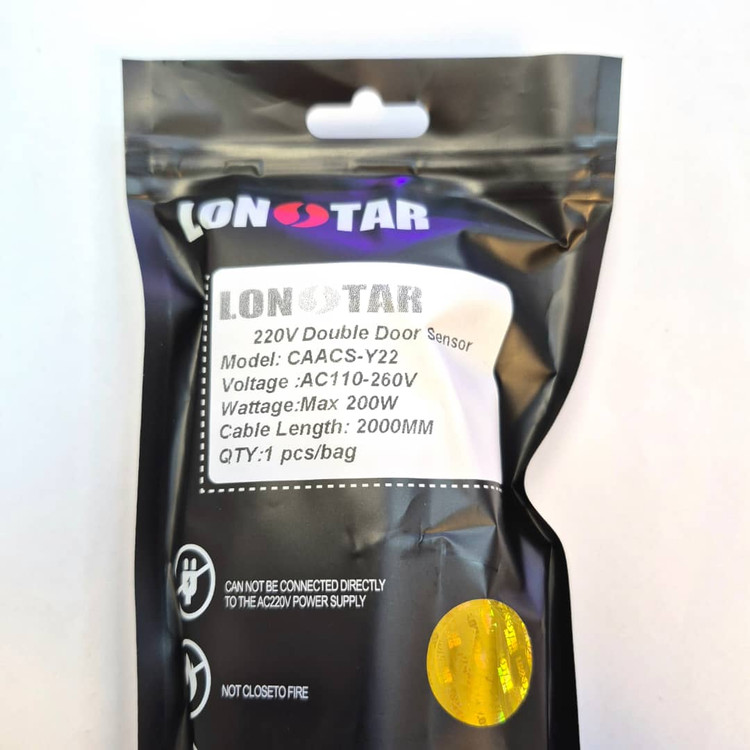 LONSTAR
LONSTAR
220V Double Door Sensor
Model: CAACS-Y22
Voltage :AC110-260V
Wattage:Max 200W
Cable Length: 2000MM
QTY:1 pcs/bag
CAN NOT BE CONNECTED DIRECTLY
TO THE AC220V POWER SUPPLY
NOT CLOSETO FIRE